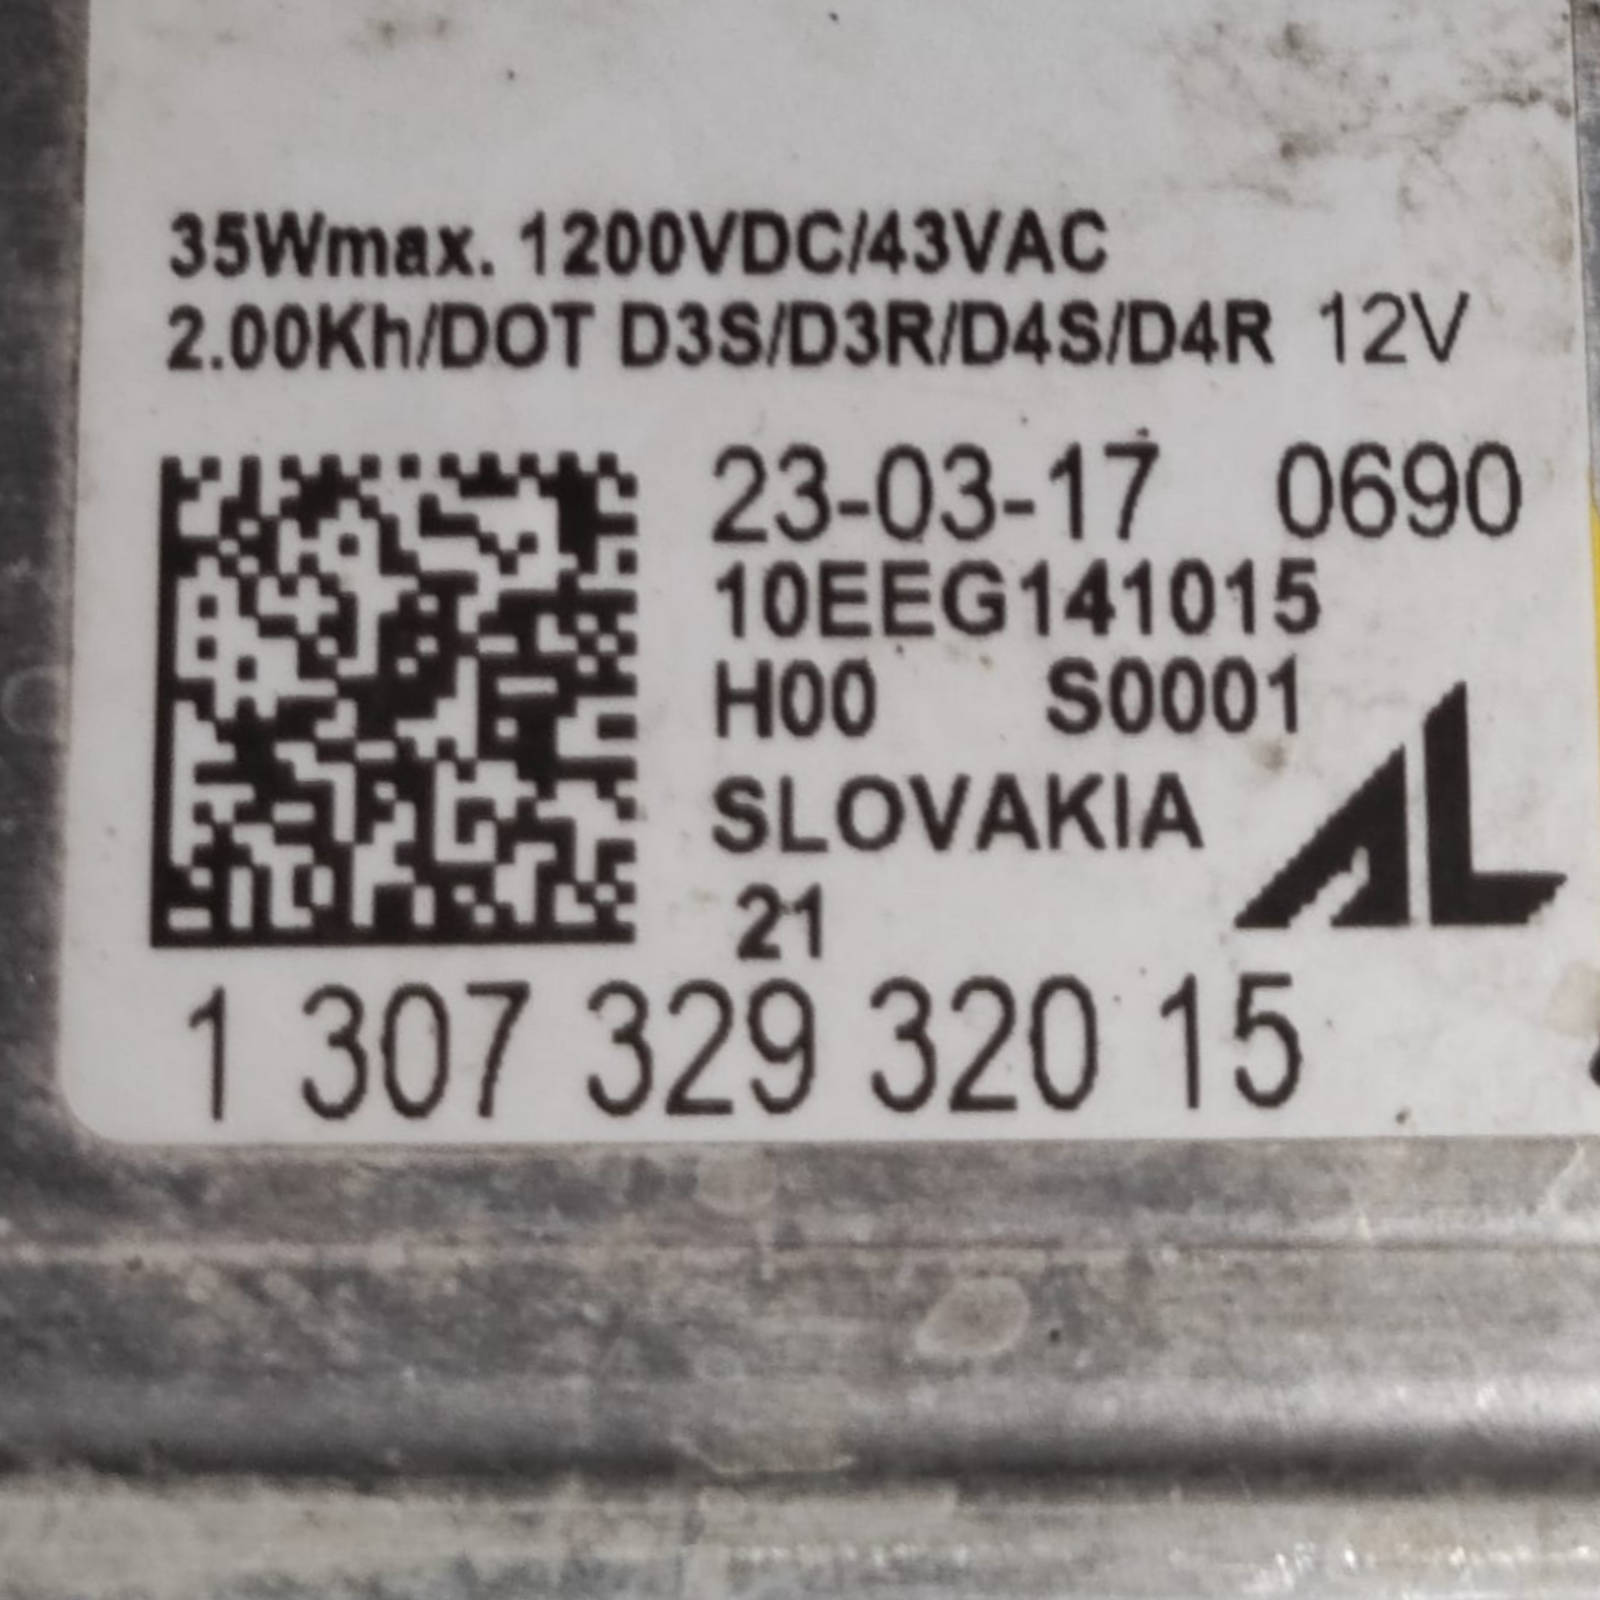 35Wmax. 1200VDC/43VAC
2.00Kh/DOT D3S/D3R/D4S/D4R 12V
23-03-17 0690
10EEG141015
H00 S0001
SLOVAKIA
AL
21
1 307 329 320 15